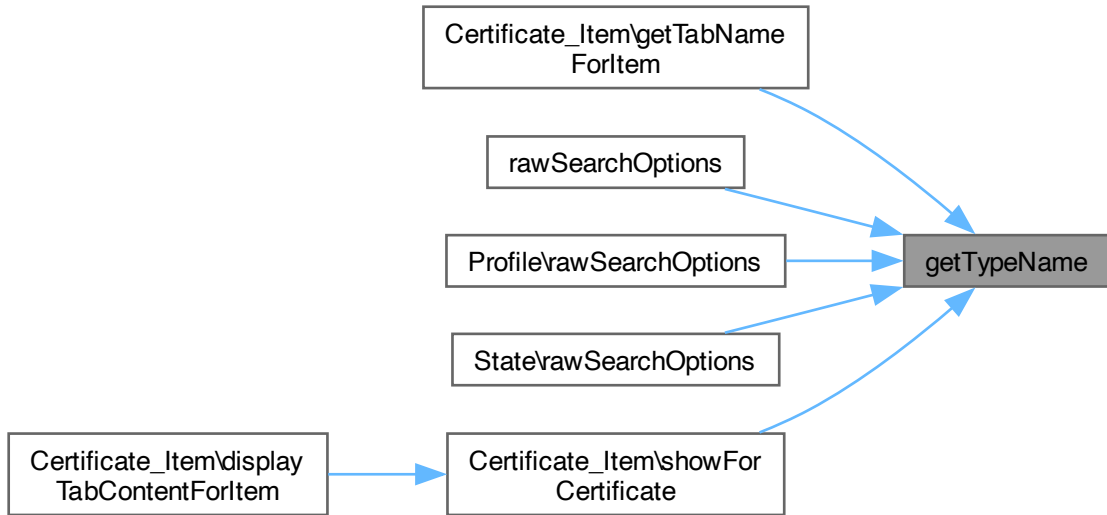 Certificate_Item\getTabName
ForItem
rawSearchOptions
Profile\rawSearchOptions
getTypeName
State\rawSearchOptions
Certificate_Item\display
TabContentForItem
Certificate_Item\showFor
Certificate